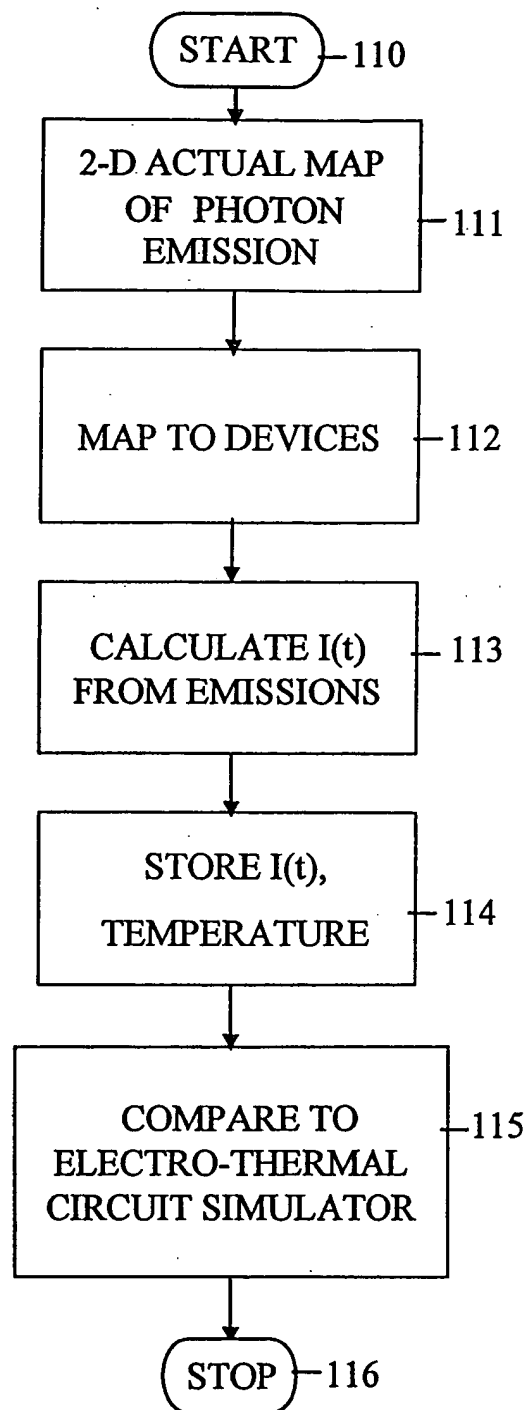 START
110
2-D ACTUAL MAP
OF PHOTON
EMISSION
111
MAP TO DEVICES
112
CALCULATE I(t)
FROM EMISSIONS
113
STORE I(t),
TEMPERATURE
114
COMPARE TO
ELECTRO-THERMAL
CIRCUIT SIMULATOR
115
STOP
116